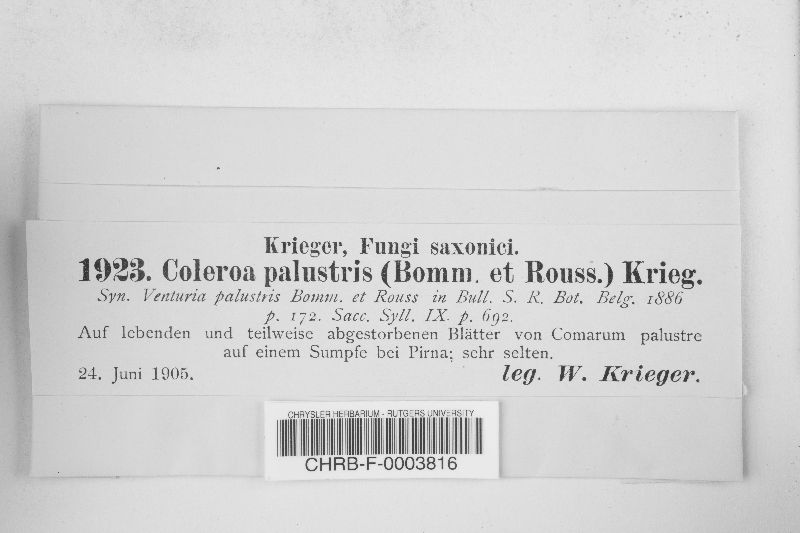 Krieger, Fungi saxonici.
1923. Coleroa palustris (Bomm. et Rouss.) Krieg.
Syn. Venturia palustris Bomm. et Rouss in Bull. S. R. Bot. Belg. 1886
p. 172. Sacc. Syll. IX. p. 692.
Auf lebenden und teilweise abgestorbenen Blätter von Comarum palustre
auf einem Sumpfe bei Pirna; sehr selten.
24. Juni 1905.
leg. W. Krieger.
CHRYSLER HERBARIUM - RUTGERS UNIVERSITY
CHRB-F-0003816